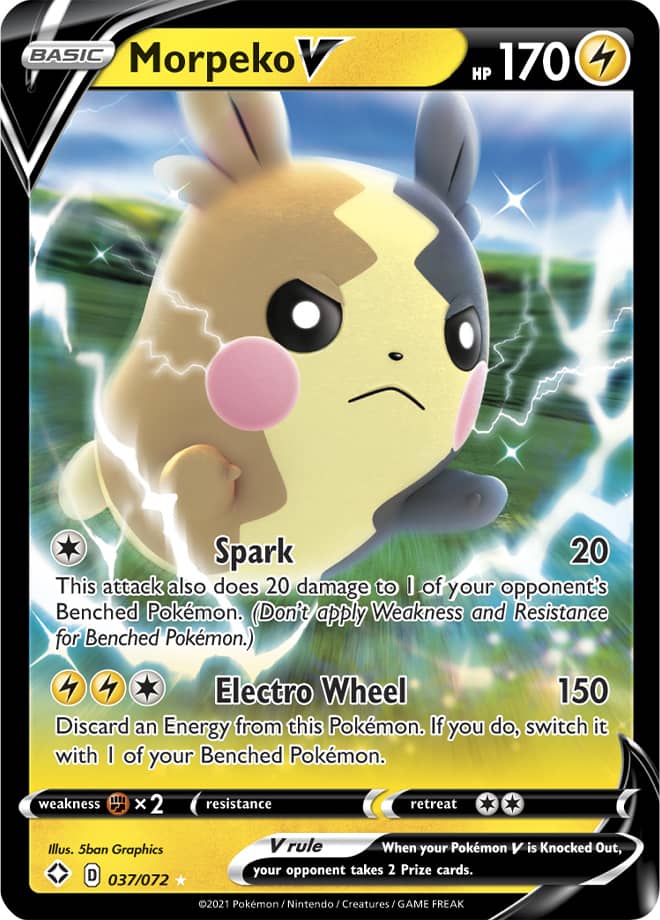 BASIC Morpeko V HP 170
Spark 20
This attack also does 20 damage to 1 of your opponent's
Benched Pokémon. (Don't apply Weakness and Resistance
for Benched Pokémon.)
Electro Wheel 150
Discard an Energy from this Pokémon. If you do, switch it
with 1 of your Benched Pokémon.
weakness ×2 resistance retreat
Illus. 5ban Graphics
V rule When your Pokémon V is Knocked Out,
your opponent takes 2 Prize cards.
D 037/072
©2021 Pokémon / Nintendo / Creatures / GAME FREAK